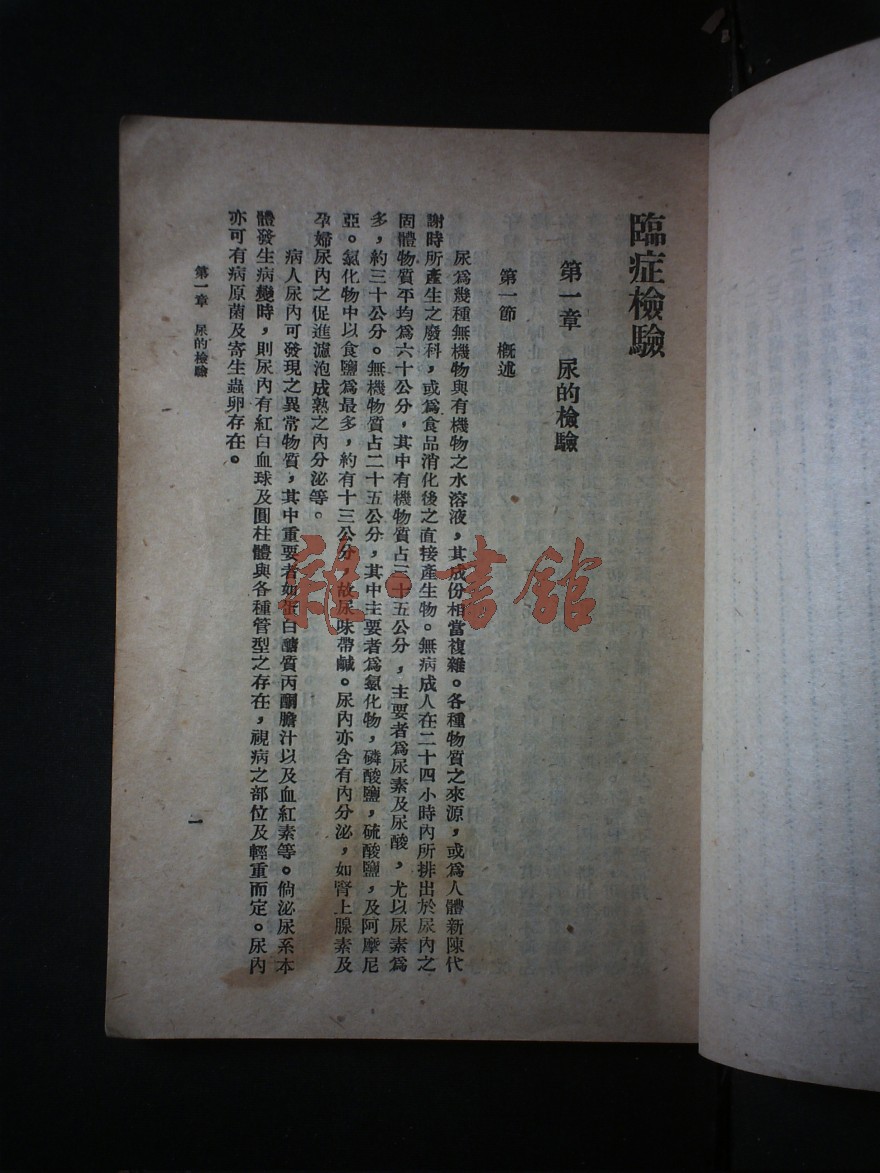 臨症檢驗
第一章 尿的檢驗
第一節 概述
尿爲幾種無機物與有機物之水溶液，其成份相當複雜。各種物質之來源，或爲人體新陳代
謝時所產生之廢料，或爲食品消化後之直接產生物。無病成人在二十四小時內所排出於尿內之
固體物質平均爲六十公分，其中有機物質占三十五公分，主要者爲尿素及尿酸，尤以尿素爲
多，約三十公分。無機物質占二十五公分，其中主要者爲氯化物，磷酸鹽，硫酸鹽，及阿摩尼
亞。氯化物中以食鹽爲最多，約有十三公分，故尿味帶鹹。尿內亦含有內分泌，如腎上腺素及
孕婦尿內之促進濾泡成熟之內分泌等。
病人尿內可發現之異常物質，其中重要者如蛋白醣質丙酮膽汁以及血紅素等。倘泌尿系本
體發生病變時，則尿內有紅白血球及圓柱體與各種管型之存在，視病之部位及輕重而定。尿內
亦可有病原菌及寄生蟲卵存在。
第一章 尿的檢驗
一
雜·書館